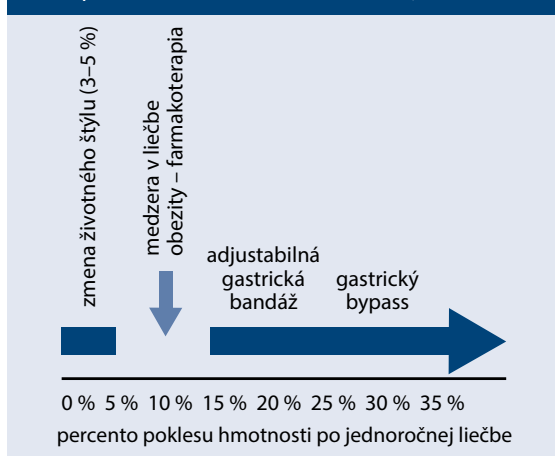 zmena životného štýlu (3–5 %)
medzera v liečbe
obezity – farmakoterapia
adjustabilná
gastrická
bandáž
gastrický
bypass
0 % 5 % 10 % 15 % 20 % 25 % 30 % 35 %
percento poklesu hmotnosti po jednoročnej liečbe